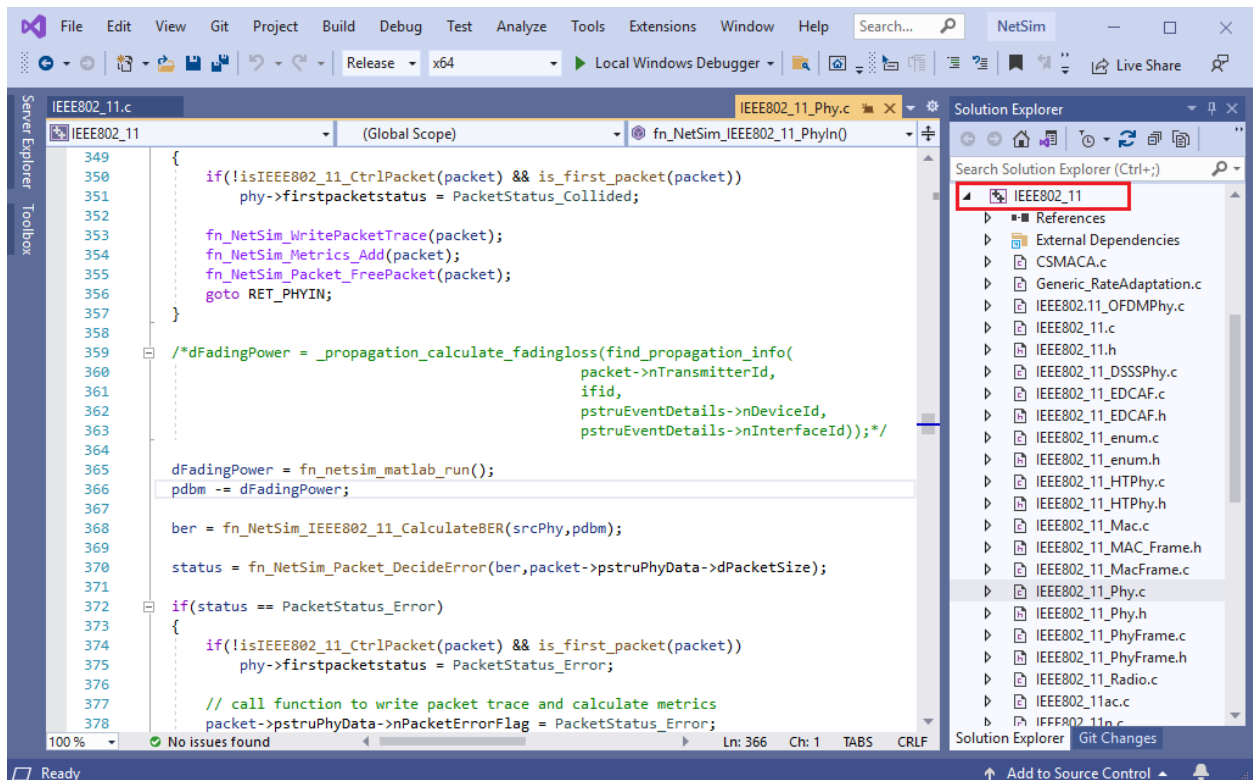 File Edit View Git Project Build Debug Test Analyze Tools Extensions Window Help Search... NetSim
Release x64 Local Windows Debugger Live Share
Server Explorer
Toolbox
IEEE802_11.c IEEE802_11_Phy.c
IEEE802_11 (Global Scope) fn_NetSim_IEEE802_11_PhyIn()
349 {
350 if(!isIEEE802_11_CtrlPacket(packet) && is_first_packet(packet))
351 phy->firstpacketstatus = PacketStatus_Collided;
352
353 fn_NetSim_WritePacketTrace(packet);
354 fn_NetSim_Metrics_Add(packet);
355 fn_NetSim_Packet_FreePacket(packet);
356 goto RET_PHYIN;
357 }
358
359 /*dFadingPower = _propagation_calculate_fadingloss(find_propagation_info(
360 packet->nTransmitterId,
361 ifid,
362 pstruEventDetails->nDeviceId,
363 pstruEventDetails->nInterfaceId));*/
364
365 dFadingPower = fn_netsim_matlab_run();
366 pdbm -= dFadingPower;
367
368 ber = fn_NetSim_IEEE802_11_CalculateBER(srcPhy,pdbm);
369
370 status = fn_NetSim_Packet_DecideError(ber,packet->pstruPhyData->dPacketSize);
371
372 if(status == PacketStatus_Error)
373 {
374 if(!isIEEE802_11_CtrlPacket(packet) && is_first_packet(packet))
375 phy->firstpacketstatus = PacketStatus_Error;
376
377 // call function to write packet trace and calculate metrics
378 packet->pstruPhyData->nPacketErrorFlag = PacketStatus_Error;
100 % No issues found Ln: 366 Ch: 1 TABS CRLF
Solution Explorer
Search Solution Explorer (Ctrl+;)
IEEE802_11
References
External Dependencies
CSMACA.c
Generic_RateAdaptation.c
IEEE802.11_OFDMPhy.c
IEEE802_11.c
IEEE802_11.h
IEEE802_11_DSSSPhy.c
IEEE802_11_EDCAF.c
IEEE802_11_EDCAF.h
IEEE802_11_enum.c
IEEE802_11_enum.h
IEEE802_11_HTPhy.c
IEEE802_11_HTPhy.h
IEEE802_11_Mac.c
IEEE802_11_MAC_Frame.h
IEEE802_11_MacFrame.c
IEEE802_11_Phy.c
IEEE802_11_Phy.h
IEEE802_11_PhyFrame.c
IEEE802_11_PhyFrame.h
IEEE802_11_Radio.c
IEEE802_11ac.c
IEEE802_11n.c
Solution Explorer Git Changes
Ready Add to Source Control